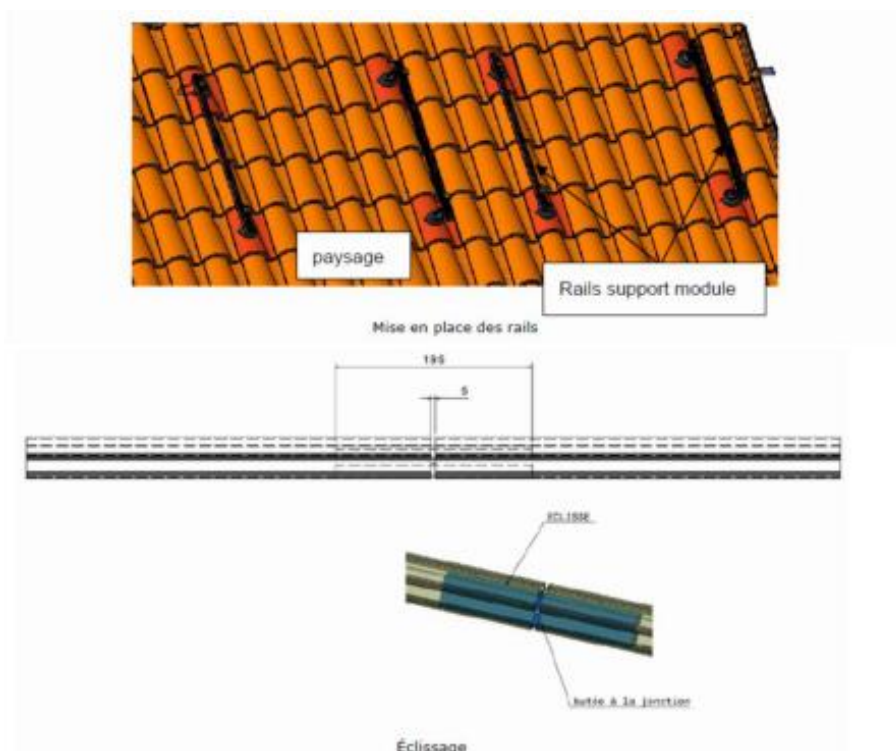 paysage
Rails support module
Mise en place des rails
195
5
ECLISSE
butée à la jonction
Éclissage